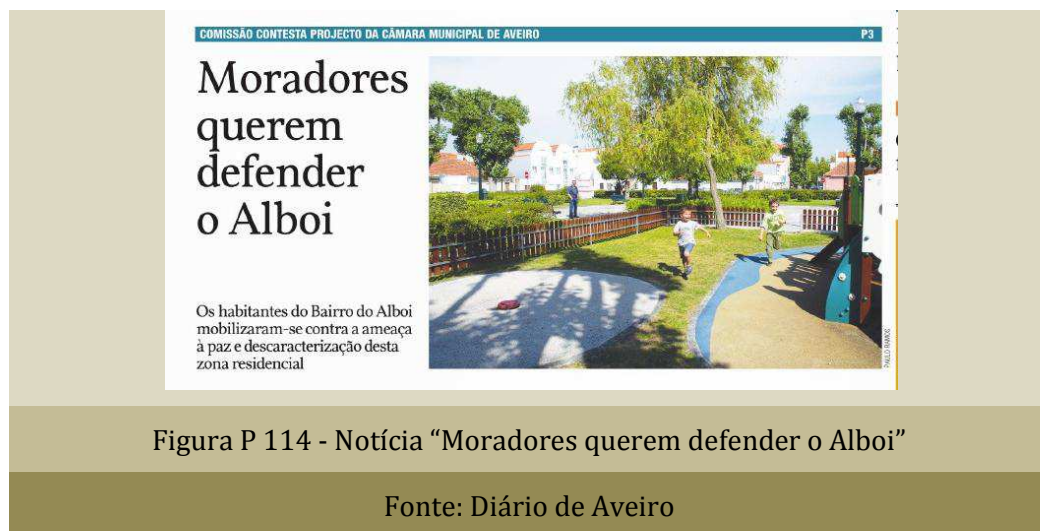 COMISSÃO CONTESTA PROJECTO DA CÂMARA MUNICIPAL DE AVEIRO P3
Moradores
querem
defender
o Alboi
Os habitantes do Bairro do Alboi
mobilizaram-se contra a ameaça
à paz e descaracterização desta
zona residencial
PAULO RAMOS
Figura P 114 - Notícia “Moradores querem defender o Alboi”
Fonte: Diário de Aveiro